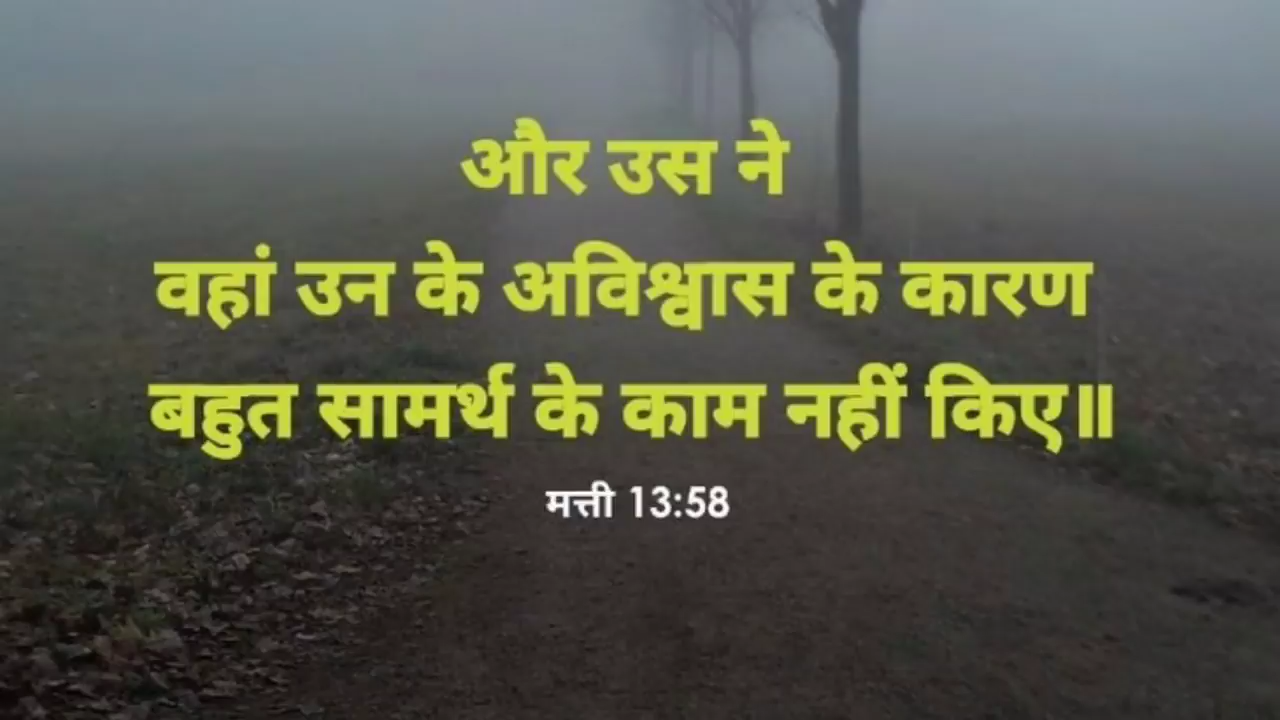 और उस ने
वहां उन के अविश्वास के कारण
बहुत सामर्थ के काम नहीं किए॥
मत्ती 13:58